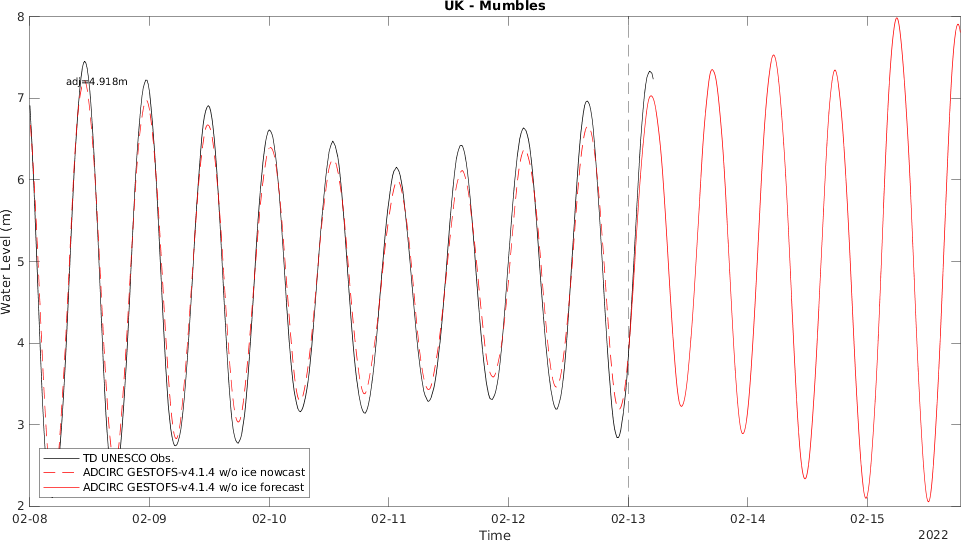 UK - Mumbles
8
adj=4.918m
7
6
5
4
3
2
Water Level (m)
TD UNESCO Obs.
ADCIRC GESTOFS-v4.1.4 w/o ice nowcast
ADCIRC GESTOFS-v4.1.4 w/o ice forecast
02-08 02-09 02-10 02-11 02-12 02-13 02-14 02-15
Time
2022